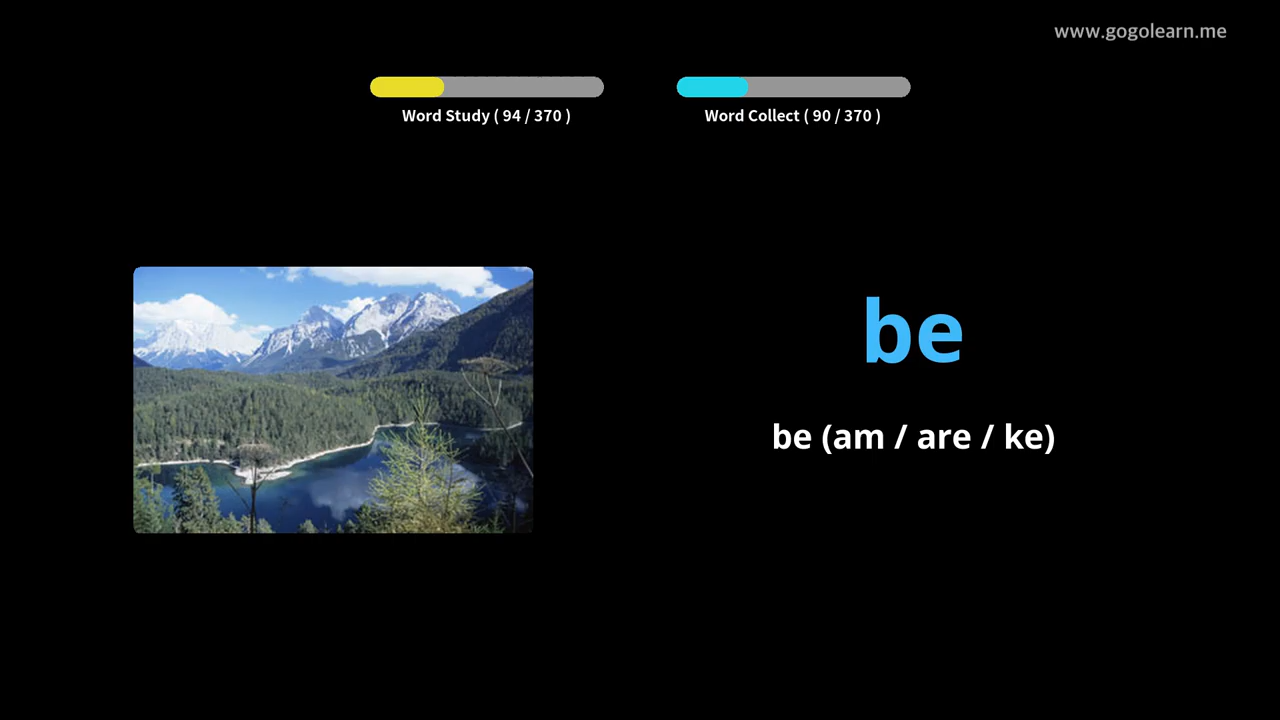 www.gogolearn.me
Word Study ( 94 / 370 )
Word Collect ( 90 / 370 )
be
be (am / are / ke)